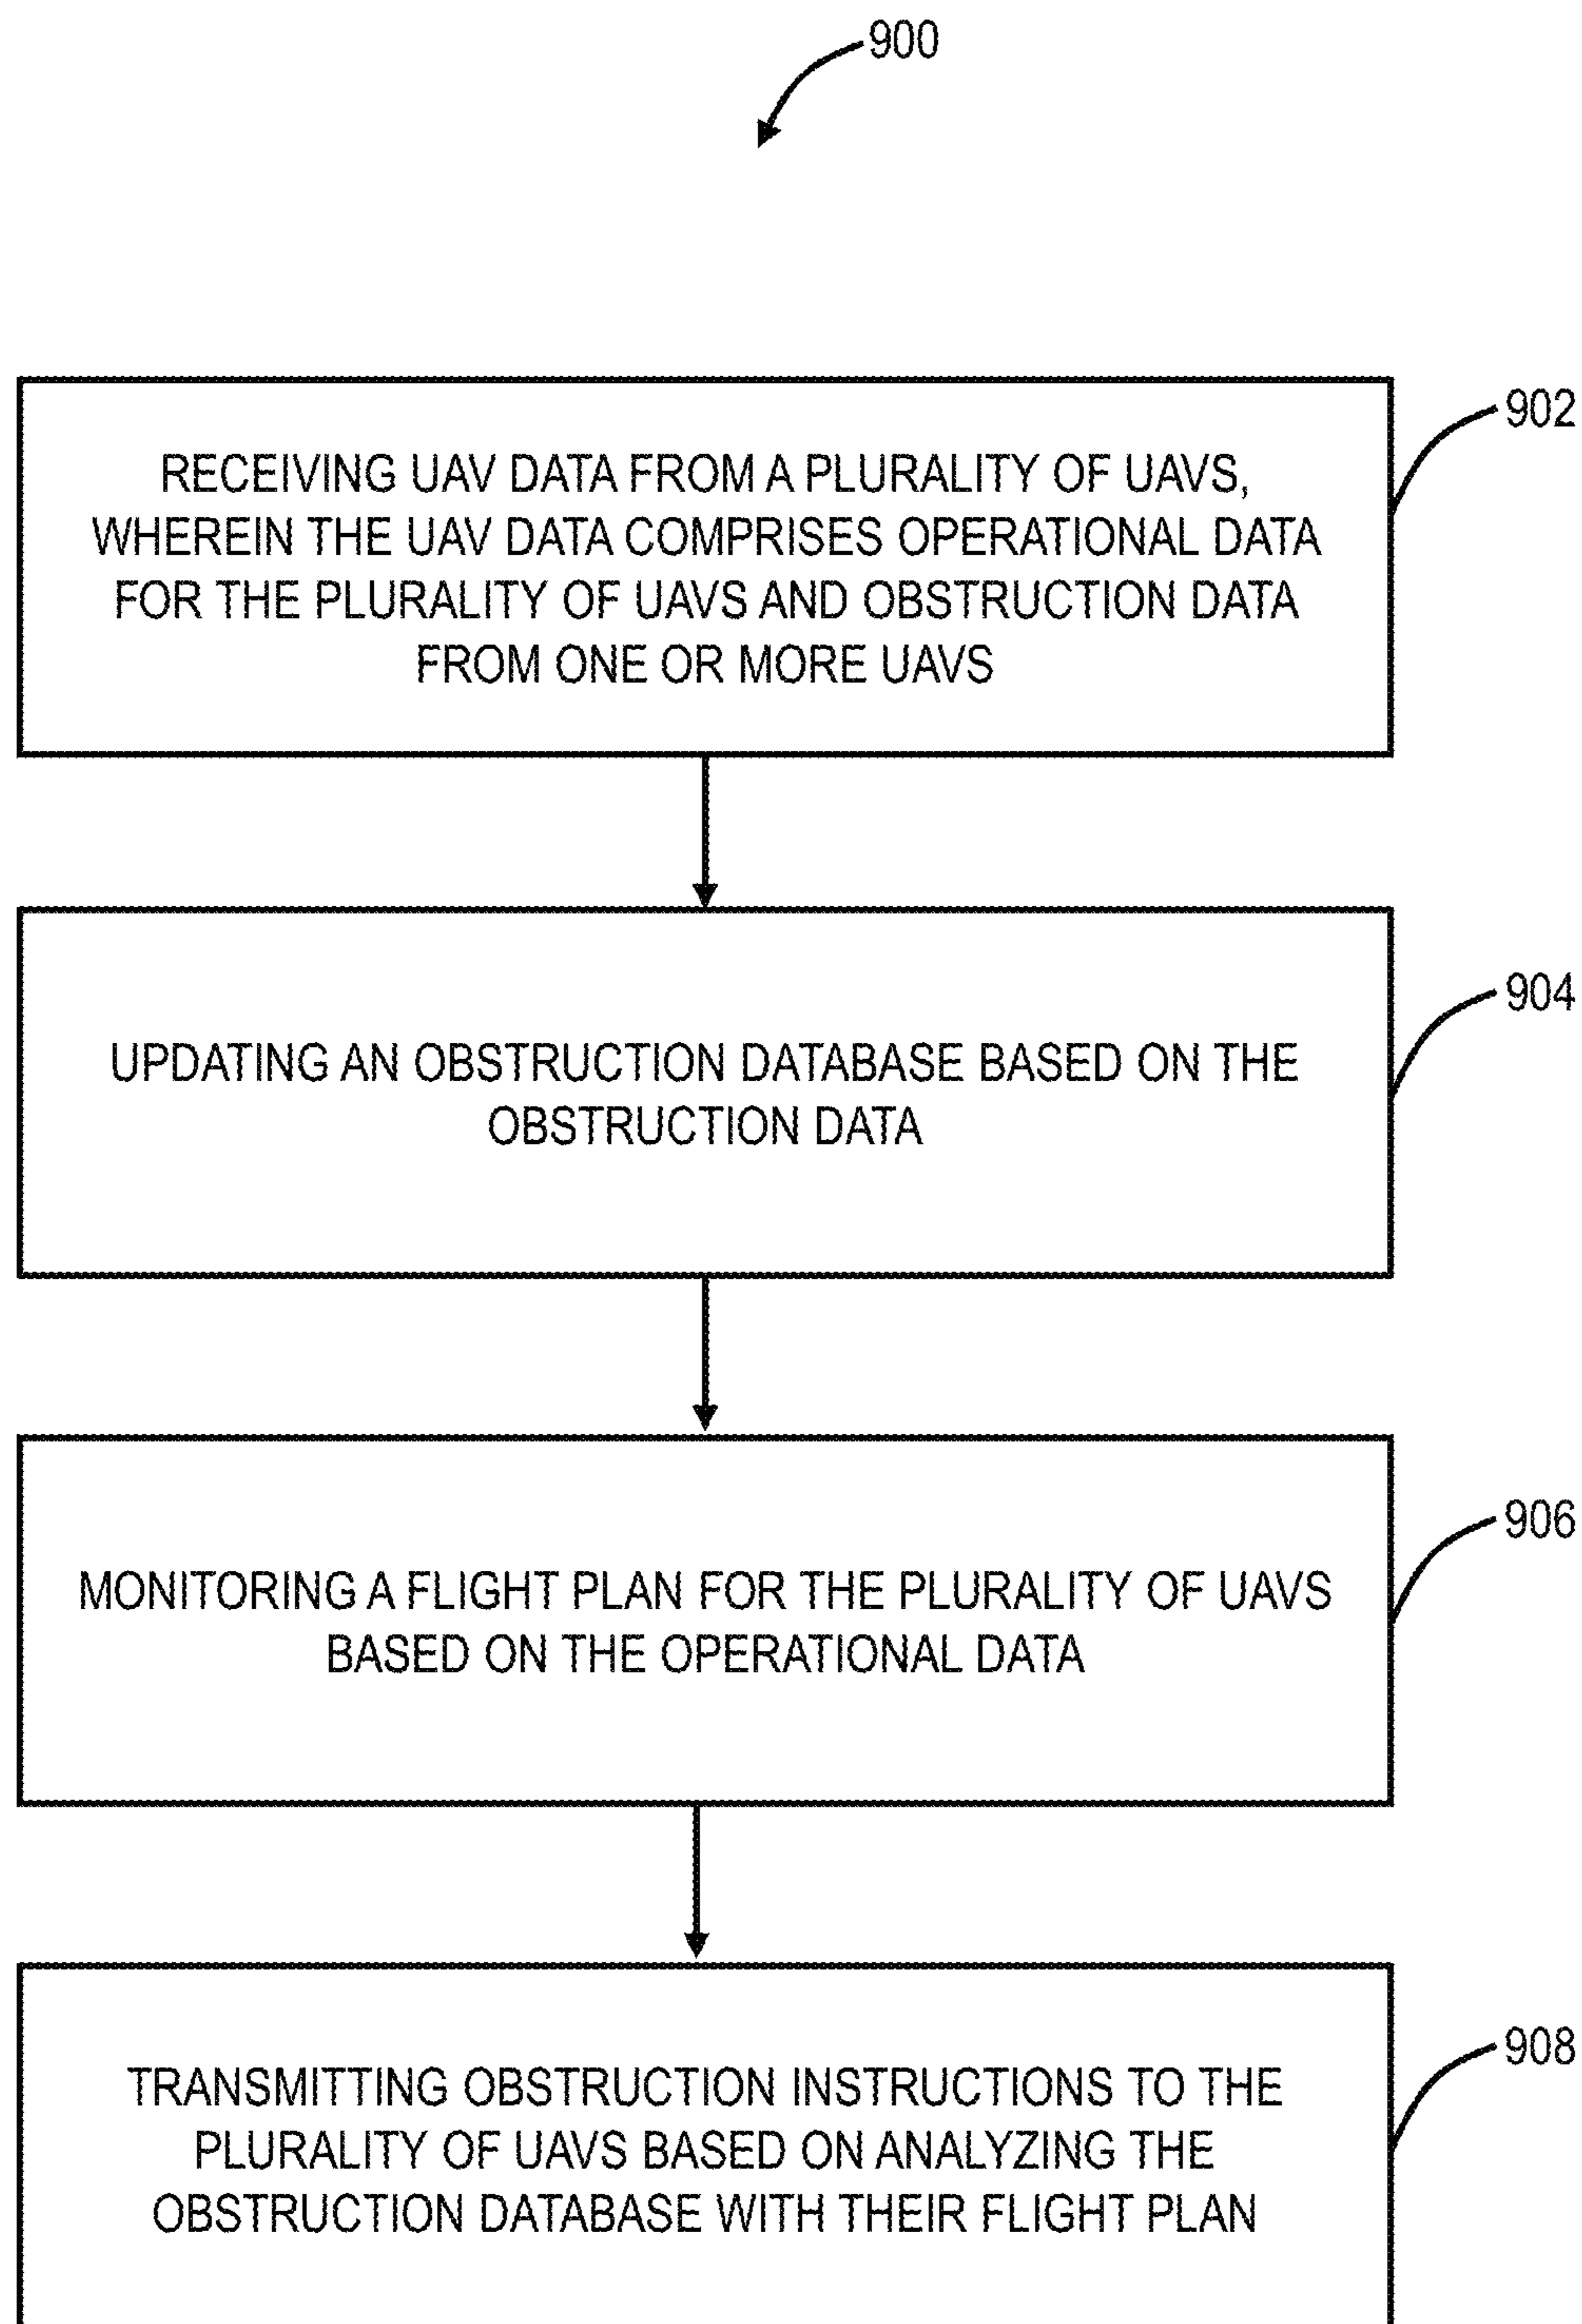 900
902
RECEIVING UAV DATA FROM A PLURALITY OF UAVS,
WHEREIN THE UAV DATA COMPRISES OPERATIONAL DATA
FOR THE PLURALITY OF UAVS AND OBSTRUCTION DATA
FROM ONE OR MORE UAVS
904
UPDATING AN OBSTRUCTION DATABASE BASED ON THE
OBSTRUCTION DATA
906
MONITORING A FLIGHT PLAN FOR THE PLURALITY OF UAVS
BASED ON THE OPERATIONAL DATA
908
TRANSMITTING OBSTRUCTION INSTRUCTIONS TO THE
PLURALITY OF UAVS BASED ON ANALYZING THE
OBSTRUCTION DATABASE WITH THEIR FLIGHT PLAN